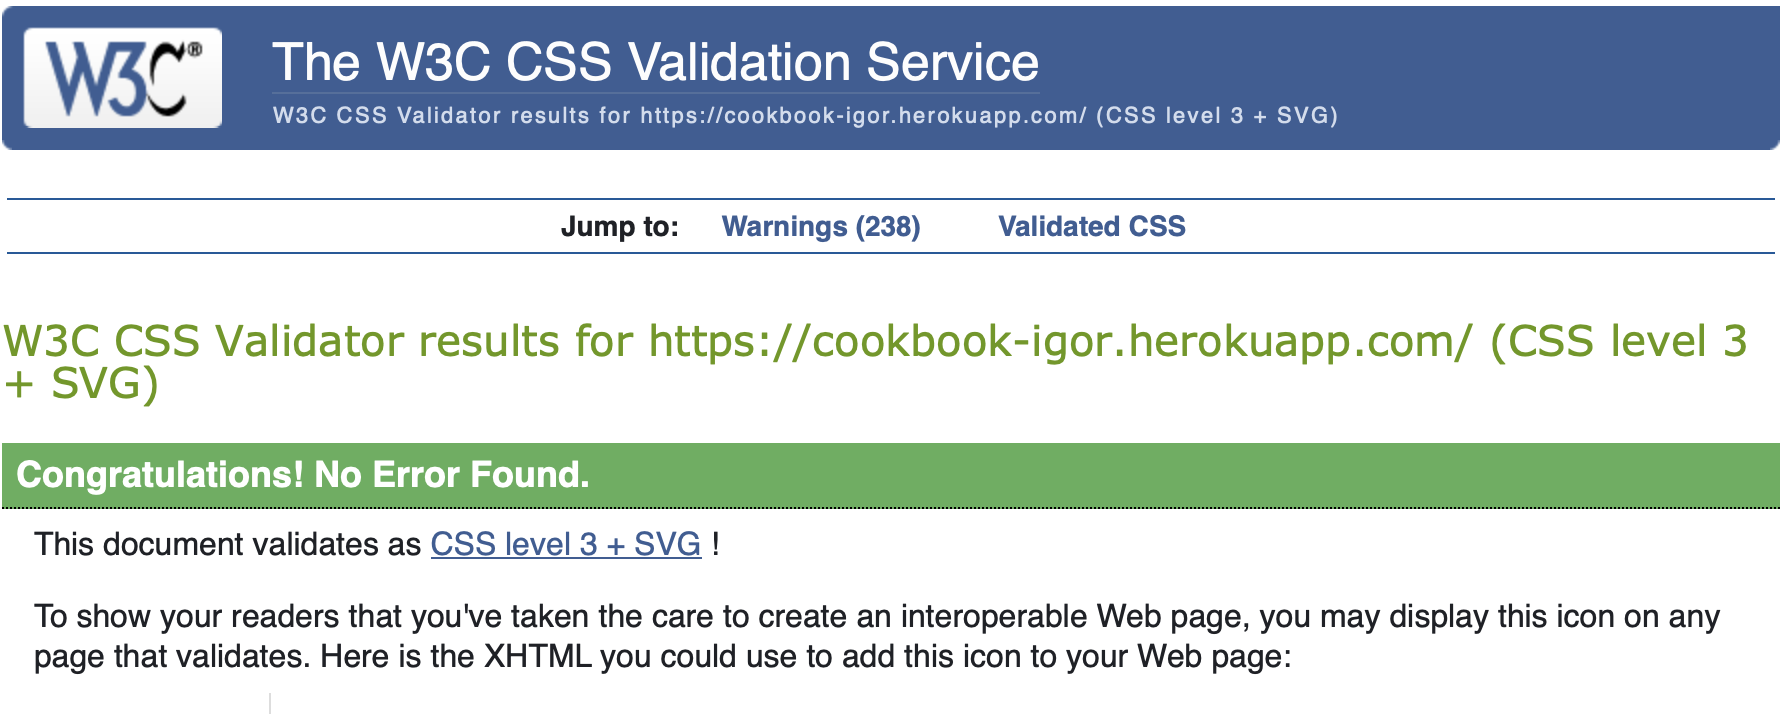 W3C®
The W3C CSS Validation Service
W3C CSS Validator results for https://cookbook-igor.herokuapp.com/ (CSS level 3 + SVG)
Jump to: Warnings (238) Validated CSS
W3C CSS Validator results for https://cookbook-igor.herokuapp.com/ (CSS level 3
+ SVG)
Congratulations! No Error Found.
This document validates as CSS level 3 + SVG !
To show your readers that you've taken the care to create an interoperable Web page, you may display this icon on any
page that validates. Here is the XHTML you could use to add this icon to your Web page: